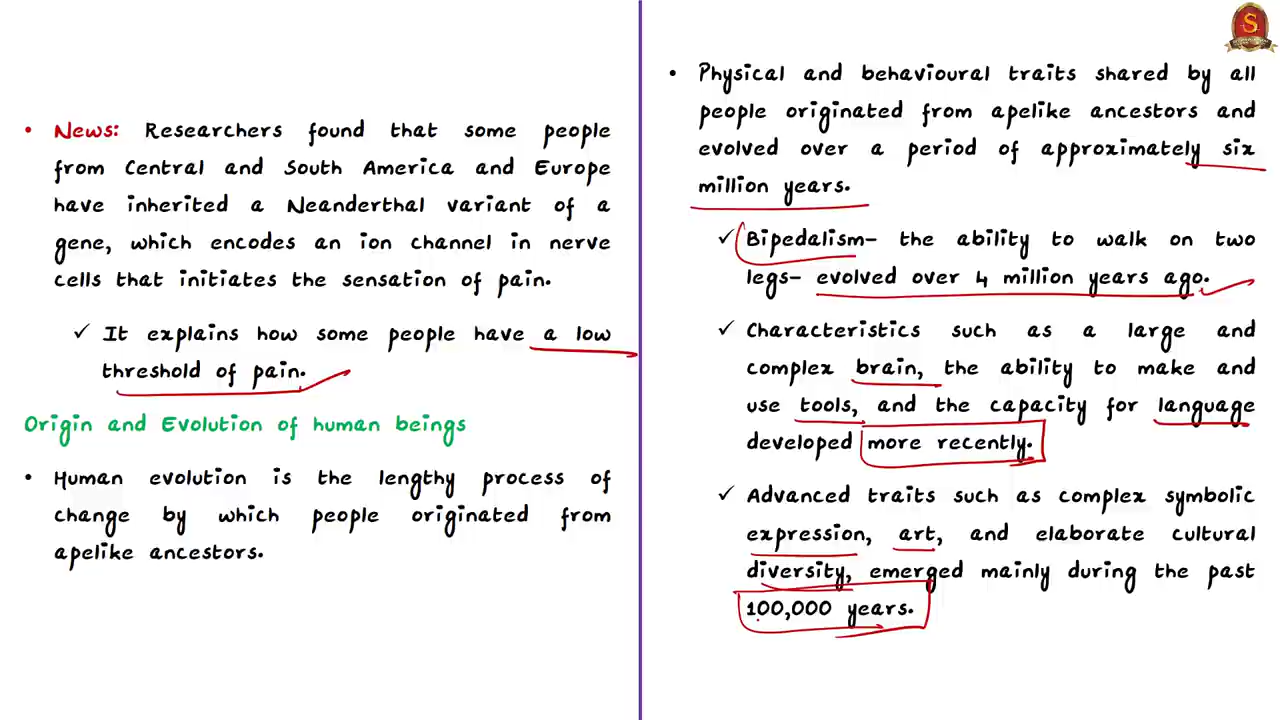 • News: Researchers found that some people
from Central and South America and Europe
have inherited a Neanderthal variant of a
gene, which encodes an ion channel in nerve
cells that initiates the sensation of pain.
✓ It explains how some people have a low
threshold of pain.
Origin and Evolution of human beings
• Human evolution is the lengthy process of
change by which people originated from
apelike ancestors.
• Physical and behavioural traits shared by all
people originated from apelike ancestors and
evolved over a period of approximately six
million years.
✓ Bipedalism- the ability to walk on two
legs- evolved over 4 million years ago.
✓ Characteristics such as a large and
complex brain, the ability to make and
use tools, and the capacity for language
developed more recently.
✓ Advanced traits such as complex symbolic
expression, art, and elaborate cultural
diversity, emerged mainly during the past
100,000 years.